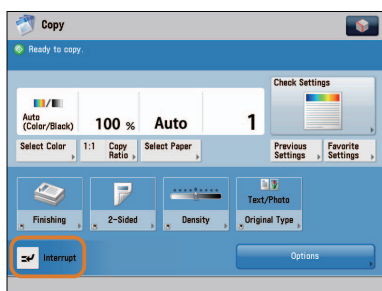 Copy
Ready to copy.
Check Settings
Auto
(Color/Black)
100 %
Auto
1
Select Color
1:1 Copy
Ratio
Select Paper
Previous
Settings
Favorite
Settings
Finishing
2-Sided
Density
Text/Photo
Original Type
Interrupt
Options